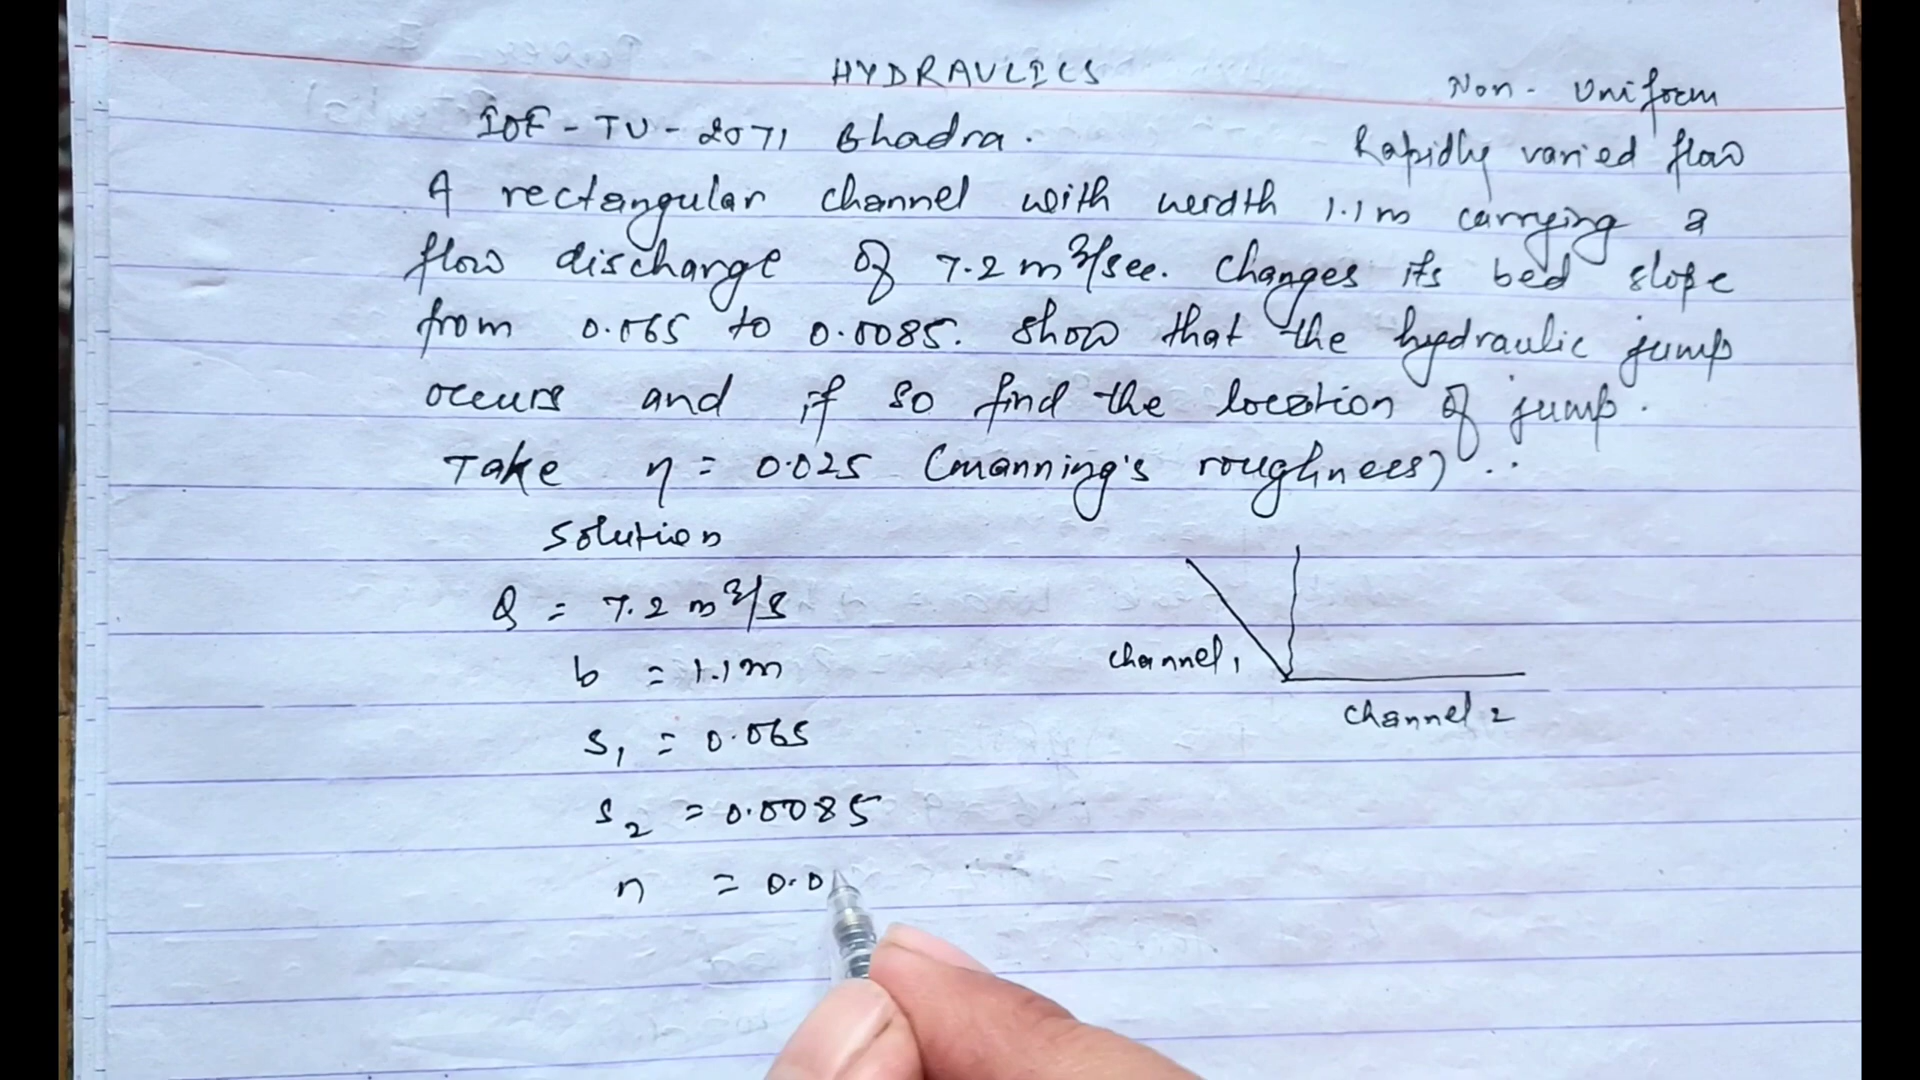 HYDRAULICS
Non-Uniform
IOE-TU-2071 Bhadra.
Rapidly varied flow
A rectangular channel with werdth 1.1m carrying a
flow discharge of 7.2 m³/sec. changes its bed slope
from 0.065 to 0.0085. show that the hydraulic jump
occurs and if so find the location of jump.
Take η = 0.025 (manning's roughness)..
Solution
Q = 7.2 m³/s
b = 1.1m
channel 1
S₁ = 0.065
channel 2
S₂ = 0.0085
n = 0.0